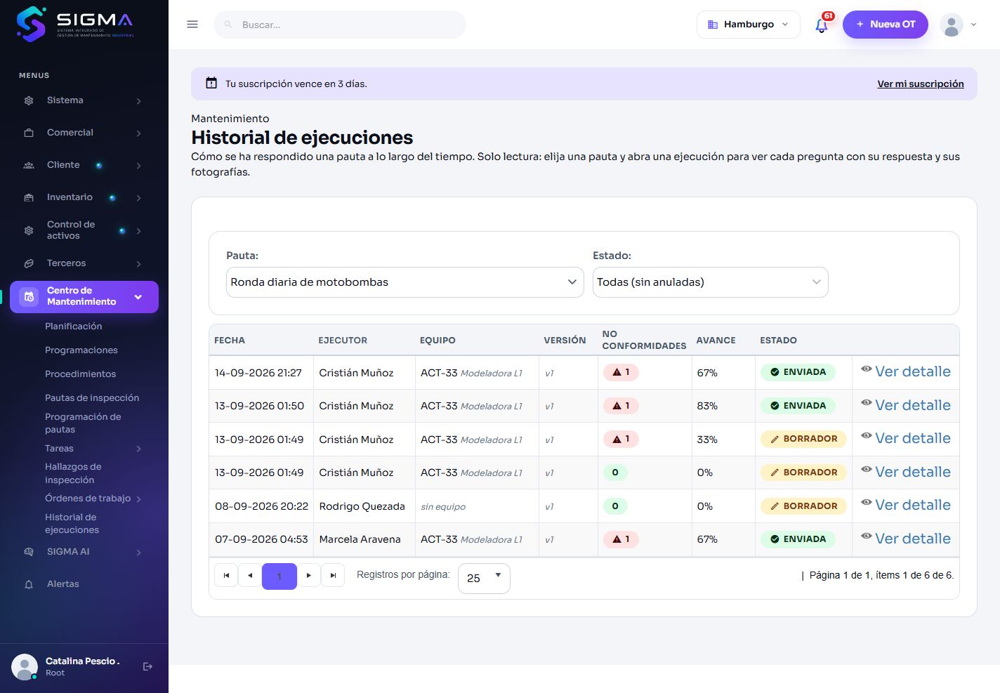 SIGMA
SISTEMA INTEGRADO DE
GESTIÓN DE MANTENIMIENTO INDUSTRIAL
Buscar...
Hamburgo
61
+ Nueva OT
MENUS
Sistema
Comercial
Cliente
Inventario
Control de
activos
Terceros
Centro de
Mantenimiento
Planificación
Programaciones
Procedimientos
Pautas de inspección
Programación de
pautas
Tareas
Hallazgos de
inspección
Órdenes de trabajo
Historial de
ejecuciones
SIGMA AI
Alertas
Catalina Pescio .
Root
Tu suscripción vence en 3 días.
Ver mi suscripción
Mantenimiento
Historial de ejecuciones
Cómo se ha respondido una pauta a lo largo del tiempo. Solo lectura: elija una pauta y abra una ejecución para ver cada pregunta con su respuesta y sus
fotografías.
Pauta:
Estado:
Ronda diaria de motobombas
Todas (sin anuladas)
FECHA EJECUTOR EQUIPO VERSIÓN NO CONFORMIDADES AVANCE ESTADO
14-09-2026 21:27 Cristián Muñoz ACT-33 Modeladora L1 v1 1 67% ENVIADA Ver detalle
13-09-2026 01:50 Cristián Muñoz ACT-33 Modeladora L1 v1 1 83% ENVIADA Ver detalle
13-09-2026 01:49 Cristián Muñoz ACT-33 Modeladora L1 v1 1 33% BORRADOR Ver detalle
13-09-2026 01:49 Cristián Muñoz ACT-33 Modeladora L1 v1 0 0% BORRADOR Ver detalle
08-09-2026 20:22 Rodrigo Quezada sin equipo v1 0 0% BORRADOR Ver detalle
07-09-2026 04:53 Marcela Aravena ACT-33 Modeladora L1 v1 1 67% ENVIADA Ver detalle
1
Registros por página:
25
| Página 1 de 1, ítems 1 de 6 de 6.